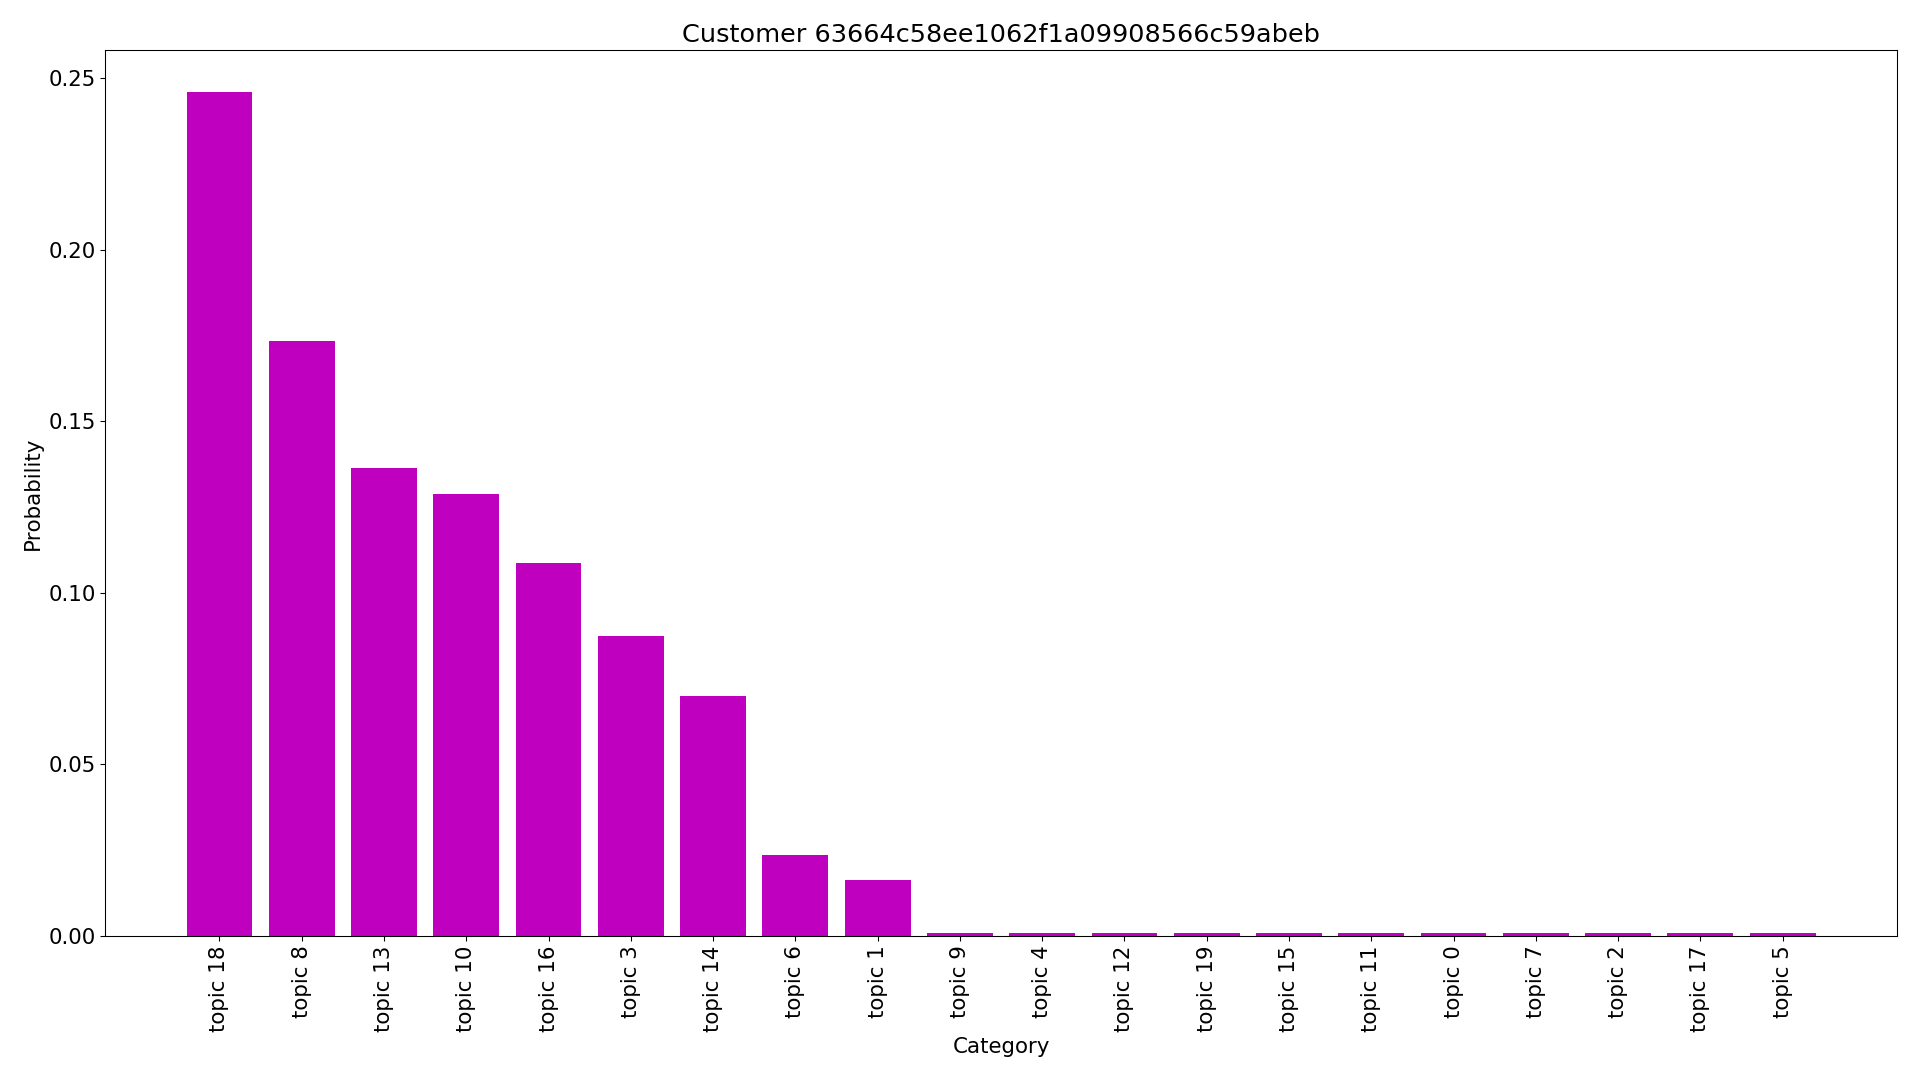 Customer 63664c58ee1062f1a09908566c59abeb
Probability
0.25
0.20
0.15
0.10
0.05
0.00
topic 18
topic 8
topic 13
topic 10
topic 16
topic 3
topic 14
topic 6
topic 1
topic 9
topic 4
topic 12
topic 19
topic 15
topic 11
topic 0
topic 7
topic 2
topic 17
topic 5
Category